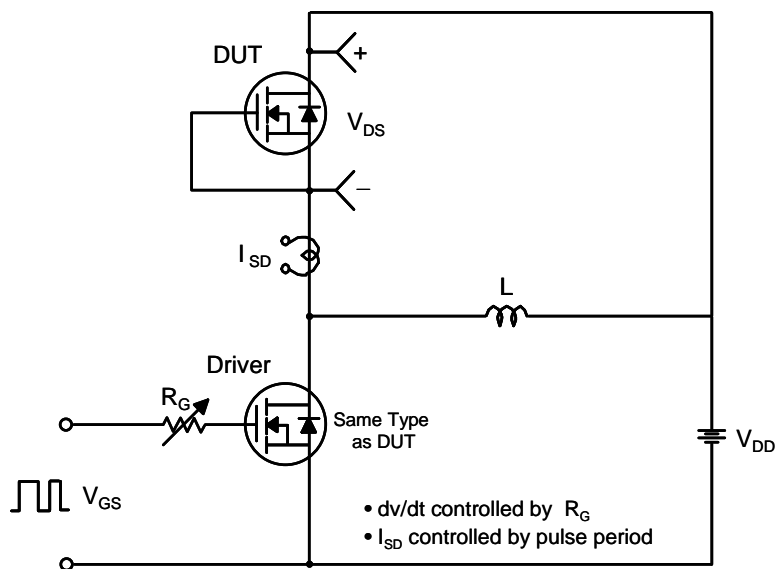 DUT
+
V_DS
−
I_SD
L
Driver
R_G
Same Type
as DUT
V_DD
V_GS
• dv/dt controlled by R_G
• I_SD controlled by pulse period